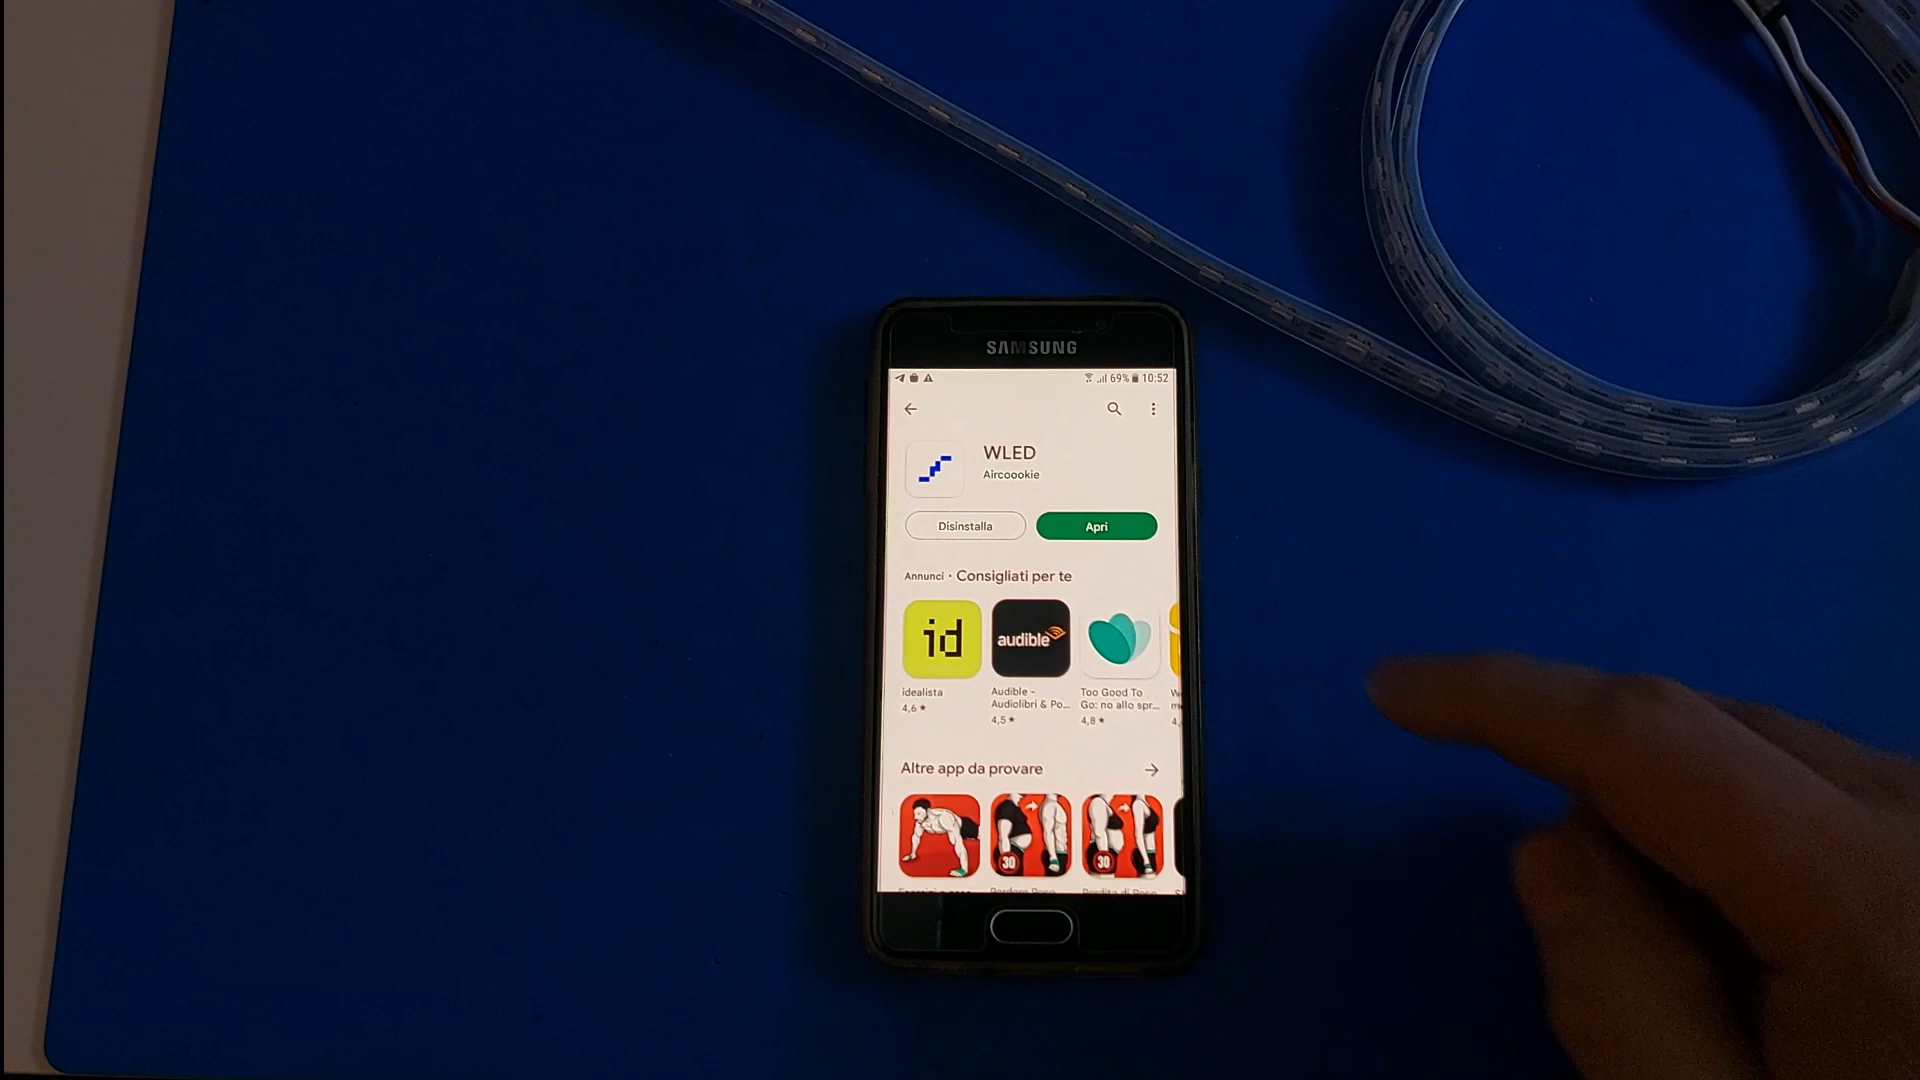 SAMSUNG
69% 10:52
WLED
Aircoookie
Disinstalla
Apri
Annunci · Consigliati per te
id
audible
idealista
4,6 ★
Audible -
Audiolibri & Po...
4,5 ★
Too Good To
Go: no allo spr...
4,8 ★
Altre app da provare
30
30